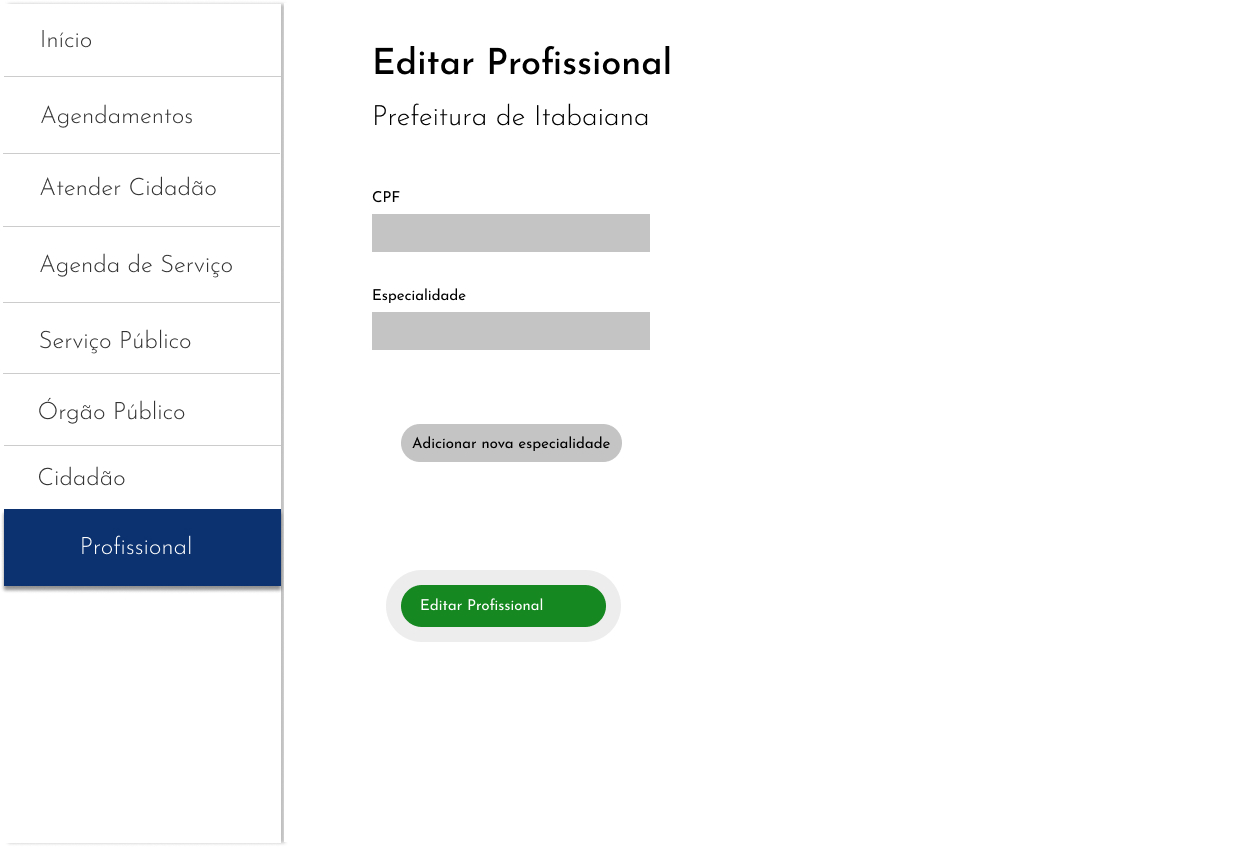 Início
Agendamentos
Atender Cidadão
Agenda de Serviço
Serviço Público
Órgão Público
Cidadão
Profissional
Editar Profissional
Prefeitura de Itabaiana
CPF
Especialidade
Adicionar nova especialidade
Editar Profissional